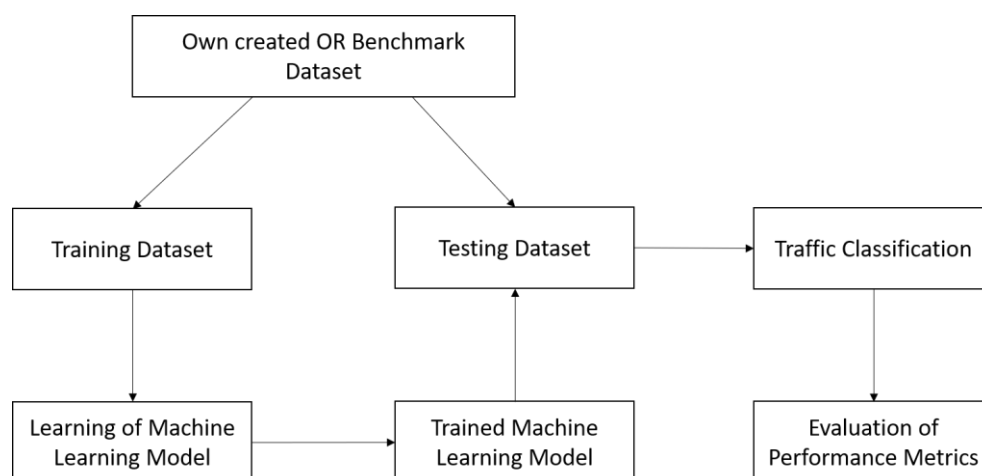 Own created OR Benchmark
Dataset
Training Dataset
Testing Dataset
Traffic Classification
Learning of Machine
Learning Model
Trained Machine
Learning Model
Evaluation of
Performance Metrics